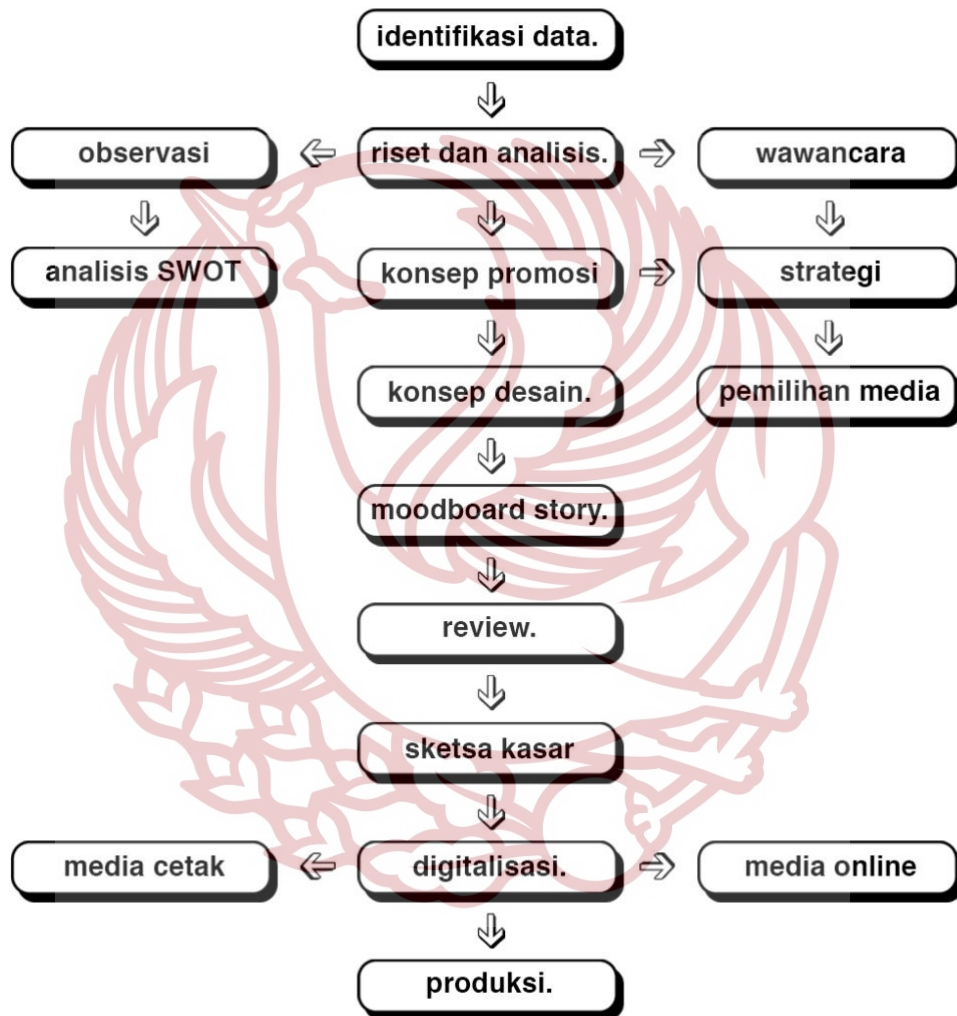 identifikasi data.
observasi
riset dan analisis.
wawancara
analisis SWOT
konsep promosi
strategi
konsep desain.
pemilihan media
moodboard story.
review.
sketsa kasar
media cetak
digitalisasi.
media online
produksi.